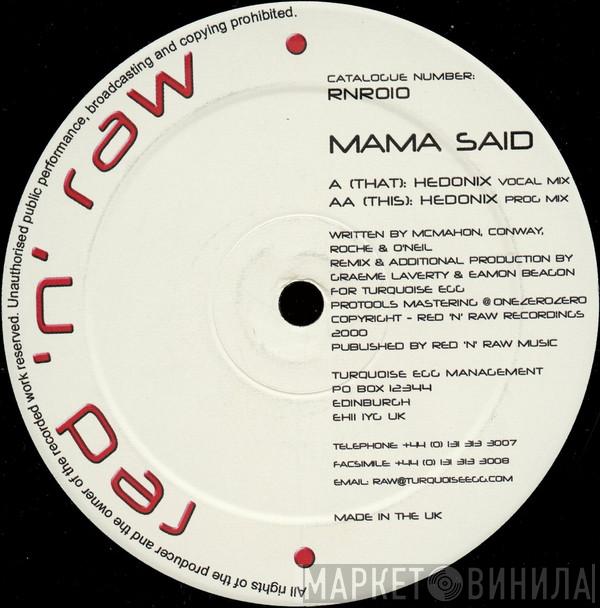 All rights of the producer and the owner of the recorded work reserved. Unauthorised public performance, broadcasting and copying prohibited.
red 'n' raw
CATALOGUE NUMBER:
RNR010
MAMA SAID
A (THAT): HEDONIX VOCAL MIX
AA (THIS): HEDONIX PROG MIX
WRITTEN BY MCMAHON, CONWAY,
ROCHE & O'NEIL
REMIX & ADDITIONAL PRODUCTION BY
GRAEME LAVERTY & EAMON BEAGON
FOR TURQUOISE EGG
PROTOOLS MASTERING @ ONEZEROZERO
COPYRIGHT - RED 'N' RAW RECORDINGS
2000
PUBLISHED BY RED 'N' RAW MUSIC
TURQUOISE EGG MANAGEMENT
PO BOX 12344
EDINBURGH
EH11 1YG UK
TELEPHONE +44 (0) 131 313 3007
FACSIMILE +44 (0) 131 313 3008
EMAIL: RAW@TURQUOISEEGG.COM
MADE IN THE UK
МАРКЕТ ВИНИЛА